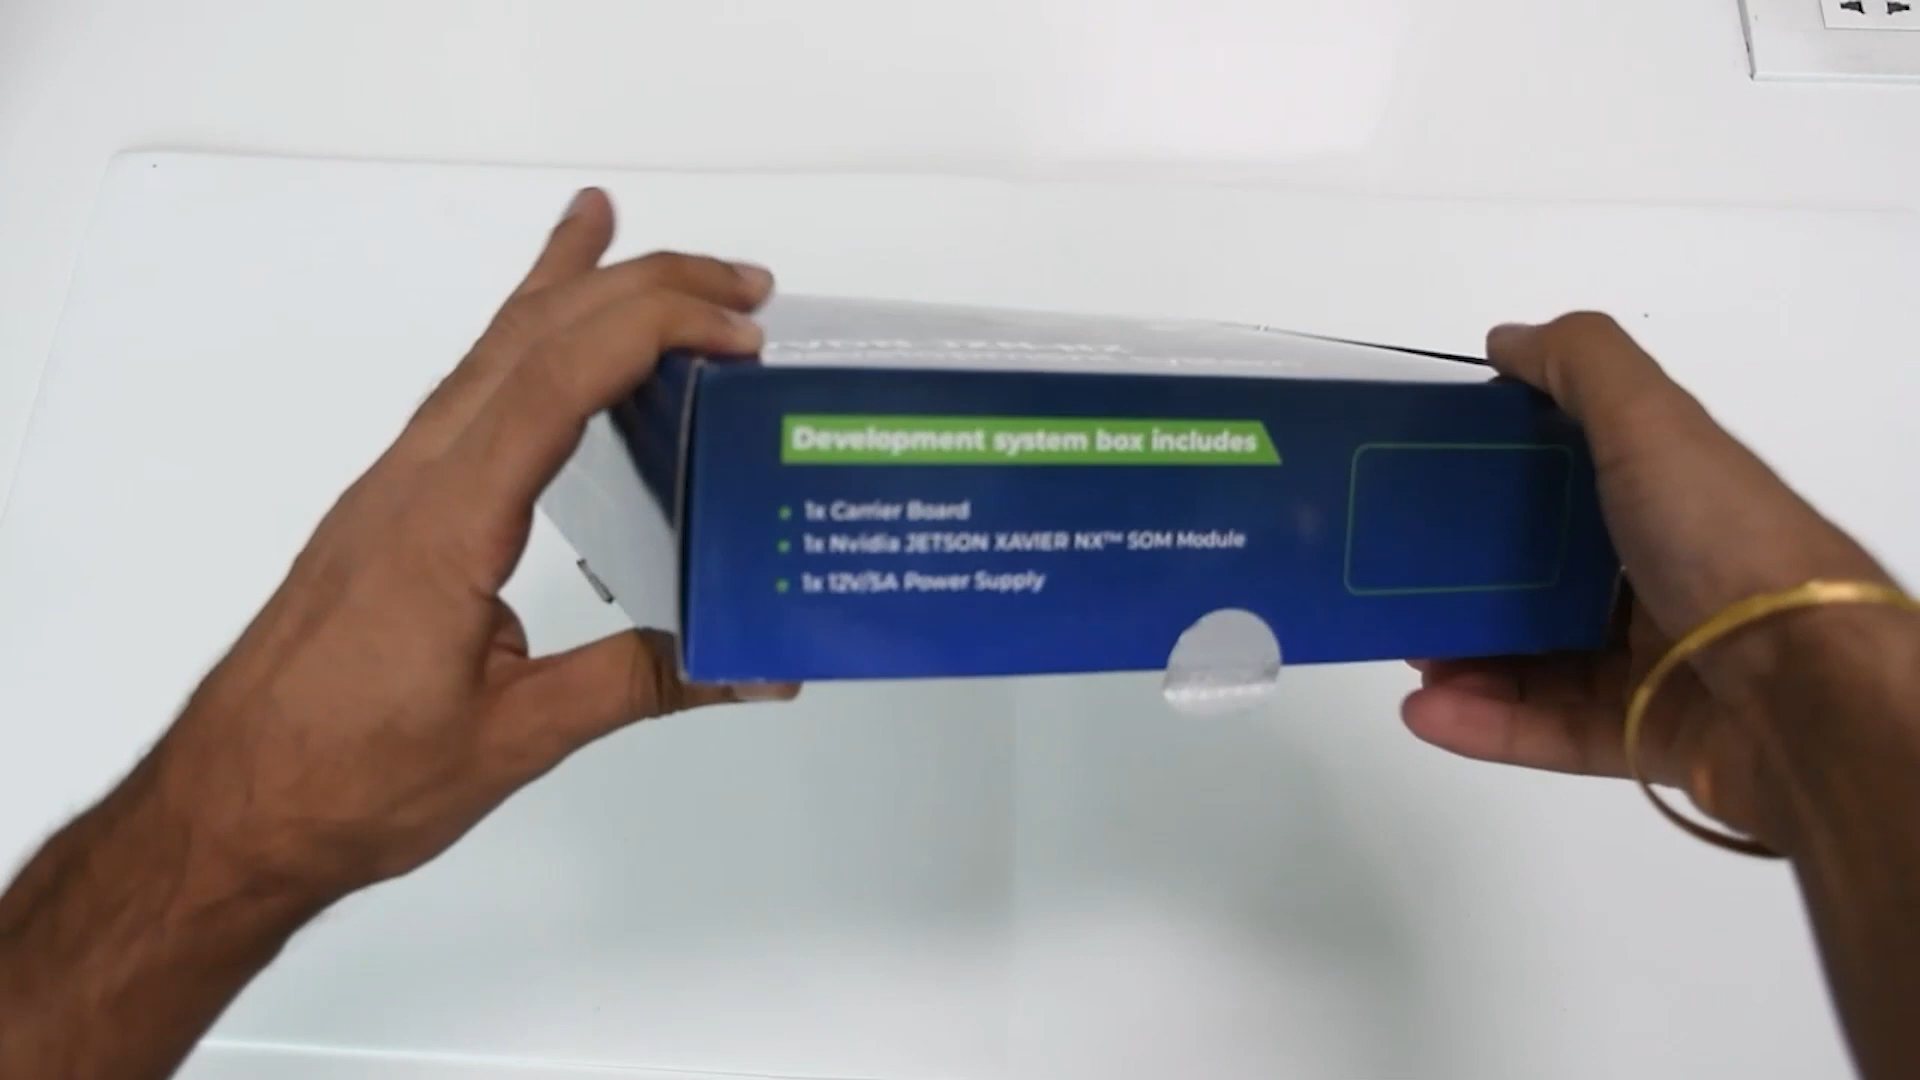 Development system box includes
1x Carrier Board
1x Nvidia JETSON XAVIER NX™ SOM Module
1x 12V/5A Power Supply